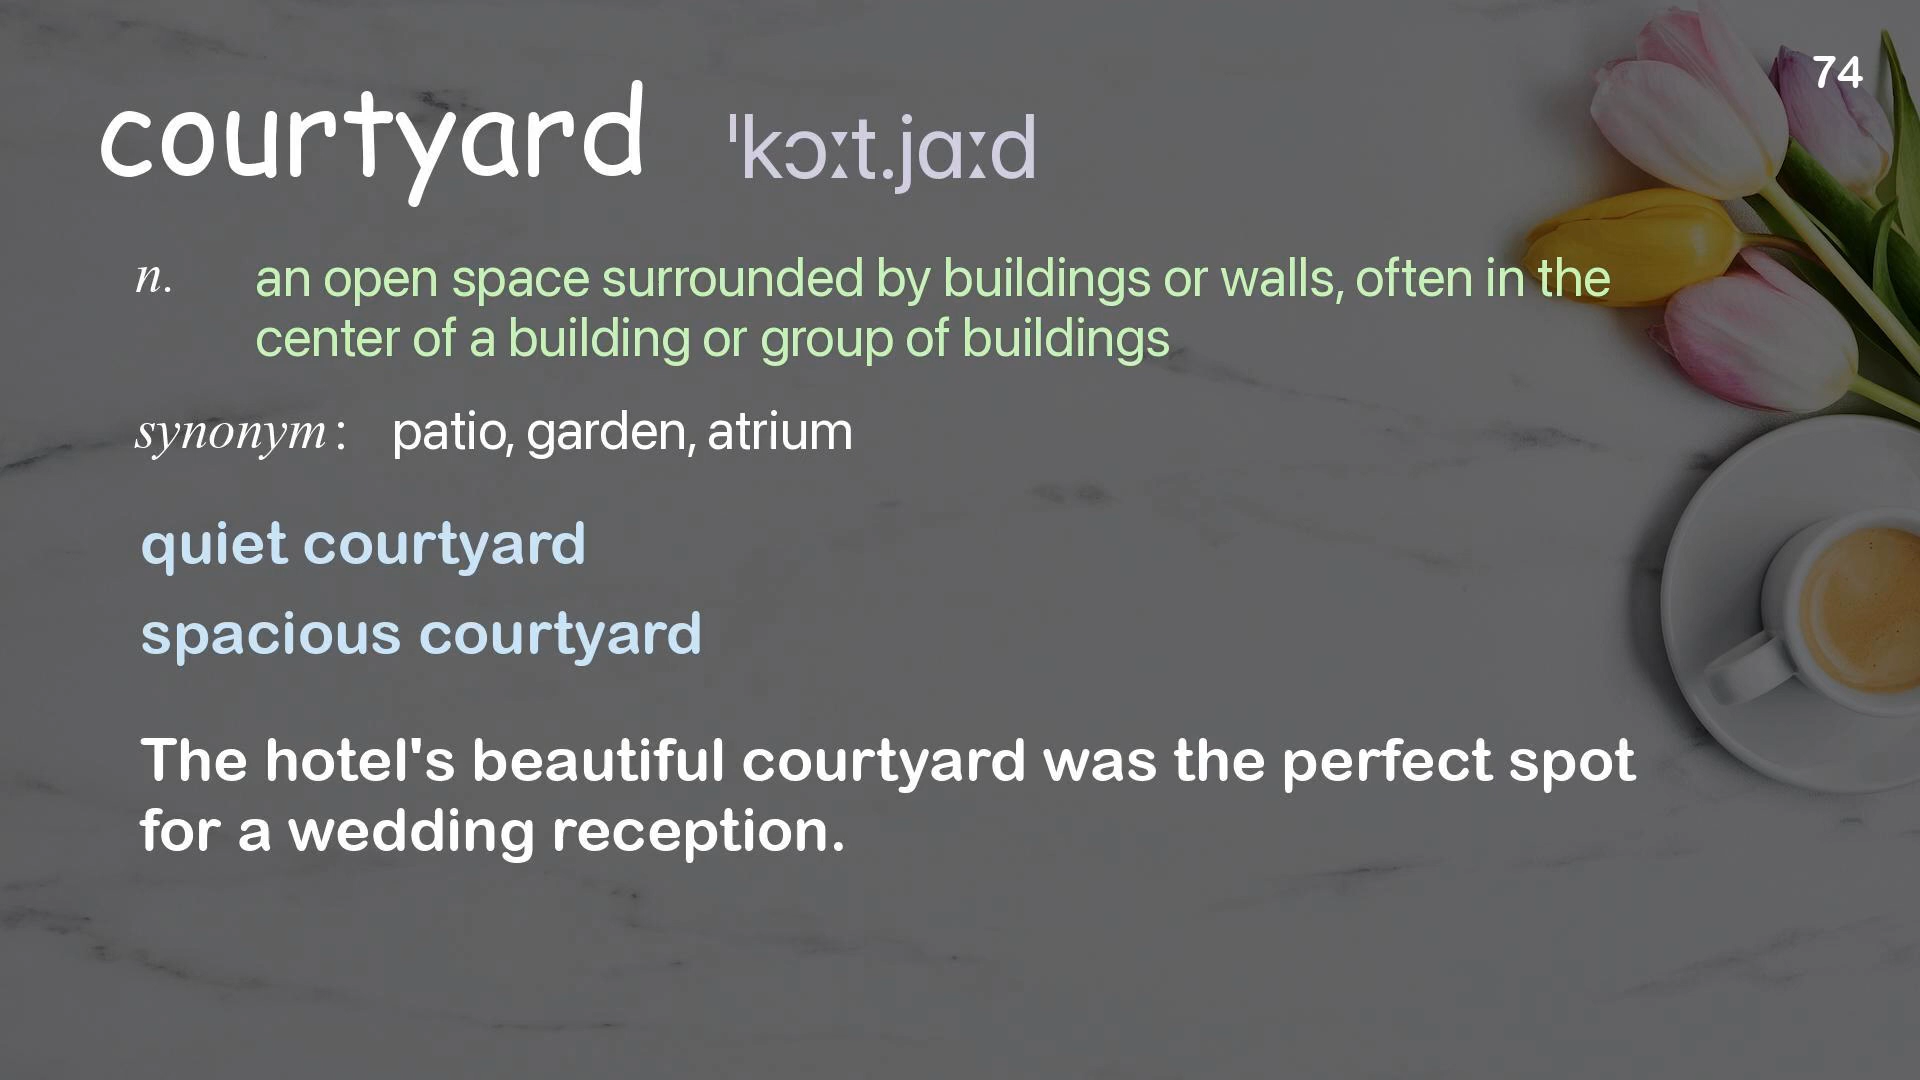 74
courtyard ˈkɔːt.jɑːd
n. an open space surrounded by buildings or walls, often in the
center of a building or group of buildings
synonym: patio, garden, atrium
quiet courtyard
spacious courtyard
The hotel's beautiful courtyard was the perfect spot
for a wedding reception.